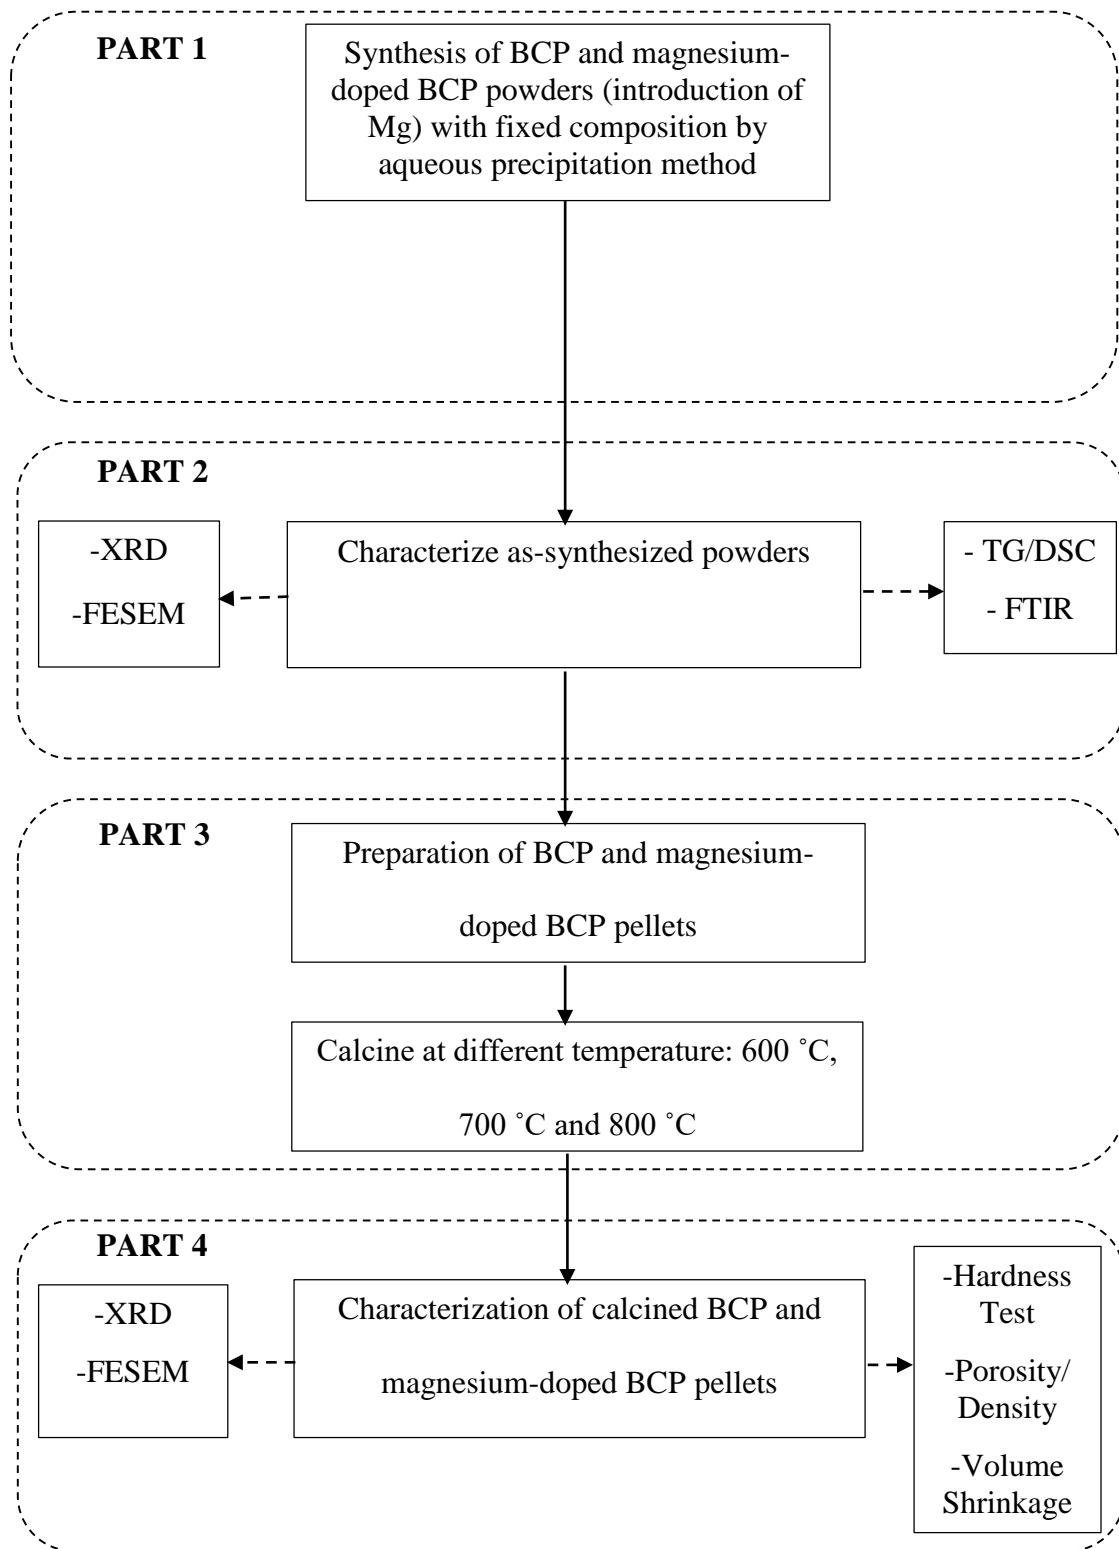 PART 1
Synthesis of BCP and magnesium-
doped BCP powders (introduction of
Mg) with fixed composition by
aqueous precipitation method
PART 2
-XRD
-FESEM
Characterize as-synthesized powders
- TG/DSC
- FTIR
PART 3
Preparation of BCP and magnesium-
doped BCP pellets
Calcine at different temperature: 600 ˚C,
700 ˚C and 800 ˚C
PART 4
-XRD
-FESEM
Characterization of calcined BCP and
magnesium-doped BCP pellets
-Hardness
Test
-Porosity/
Density
-Volume
Shrinkage